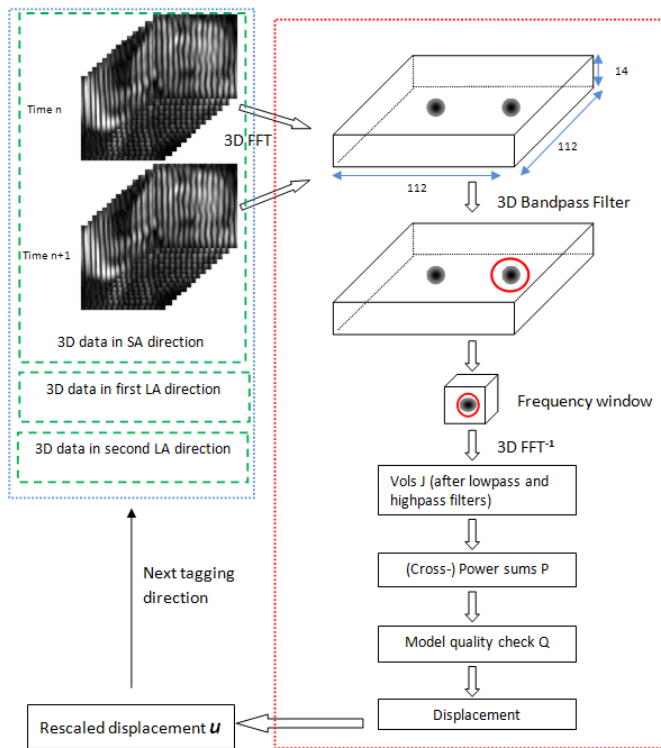 Time n
Time n+1
3D data in SA direction
3D data in first LA direction
3D data in second LA direction
Next tagging
direction
Rescaled displacement u
3D FFT
14
112
112
3D Bandpass Filter
Frequency window
3D FFT⁻¹
Vols J (after lowpass and
highpass filters)
(Cross-) Power sums P
Model quality check Q
Displacement